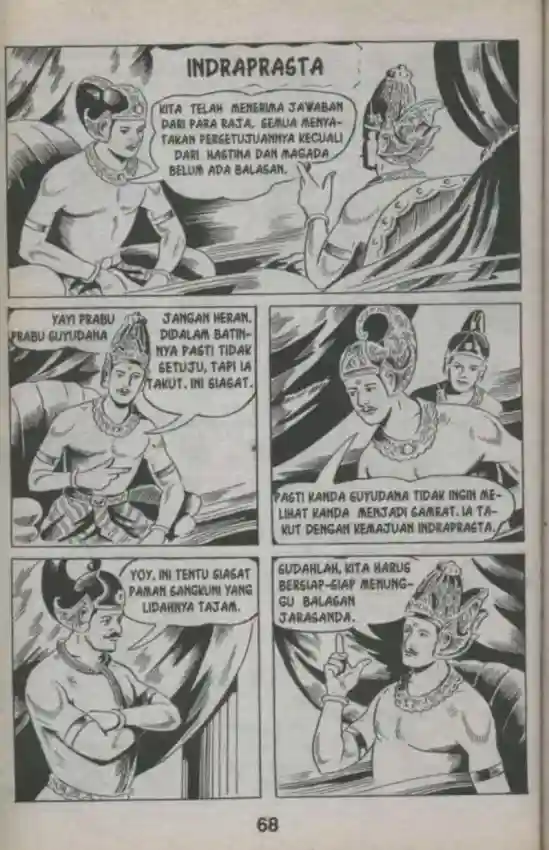 INDRAPRASTA
KITA TELAH MENERIMA JAWABAN
DARI PARA RAJA. SEMUA MENYA-
TAKAN PERSETUJUANNYA KECUALI
DARI HASTINA DAN MAGADA
BELUM ADA BALASAN.
YAYI PRABU
PRABU SUYUDANA
JANGAN HERAN.
DIDALAM BATIN-
NYA PASTI TIDAK
SETUJU, TAPI IA
TAKUT. INI SIASAT.
PASTI KANDA SUYUDANA TIDAK INGIN ME-
LIHAT KANDA MENJADI SAMRAT. IA TA-
KUT DENGAN KEMAJUAN INDRAPRASTA.
YOY. INI TENTU SIASAT
PAMAN SANGKUNI YANG
LIDAHNYA TAJAM.
SUDAHLAH, KITA HARUS
BERSIAP-SIAP MENUNG-
GU BALASAN
JARASANDA.
68